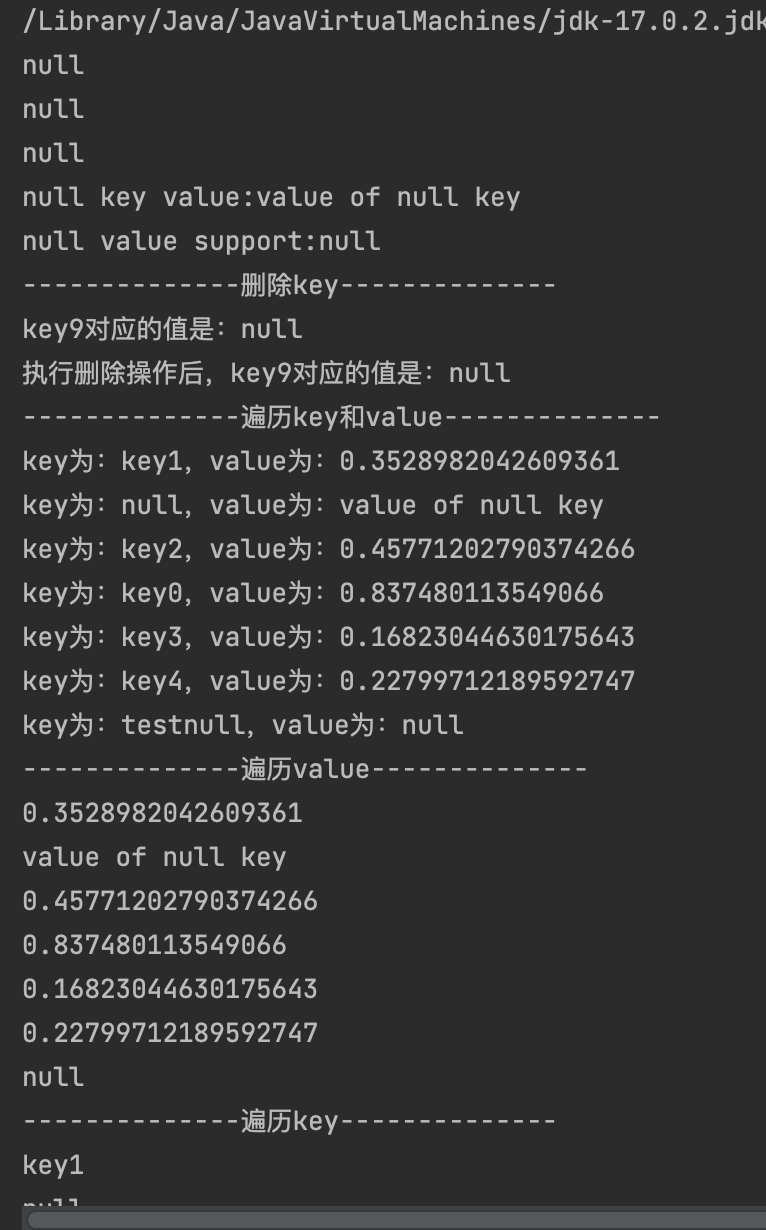 /Library/Java/JavaVirtualMachines/jdk-17.0.2.jdk
null
null
null
null key value:value of null key
null value support:null
--------------删除key--------------
key9对应的值是：null
执行删除操作后，key9对应的值是：null
--------------遍历key和value--------------
key为：key1，value为：0.3528982042609361
key为：null，value为：value of null key
key为：key2，value为：0.45771202790374266
key为：key0，value为：0.837480113549066
key为：key3，value为：0.16823044630175643
key为：key4，value为：0.22799712189592747
key为：testnull，value为：null
--------------遍历value--------------
0.3528982042609361
value of null key
0.45771202790374266
0.837480113549066
0.16823044630175643
0.22799712189592747
null
--------------遍历key--------------
key1
null